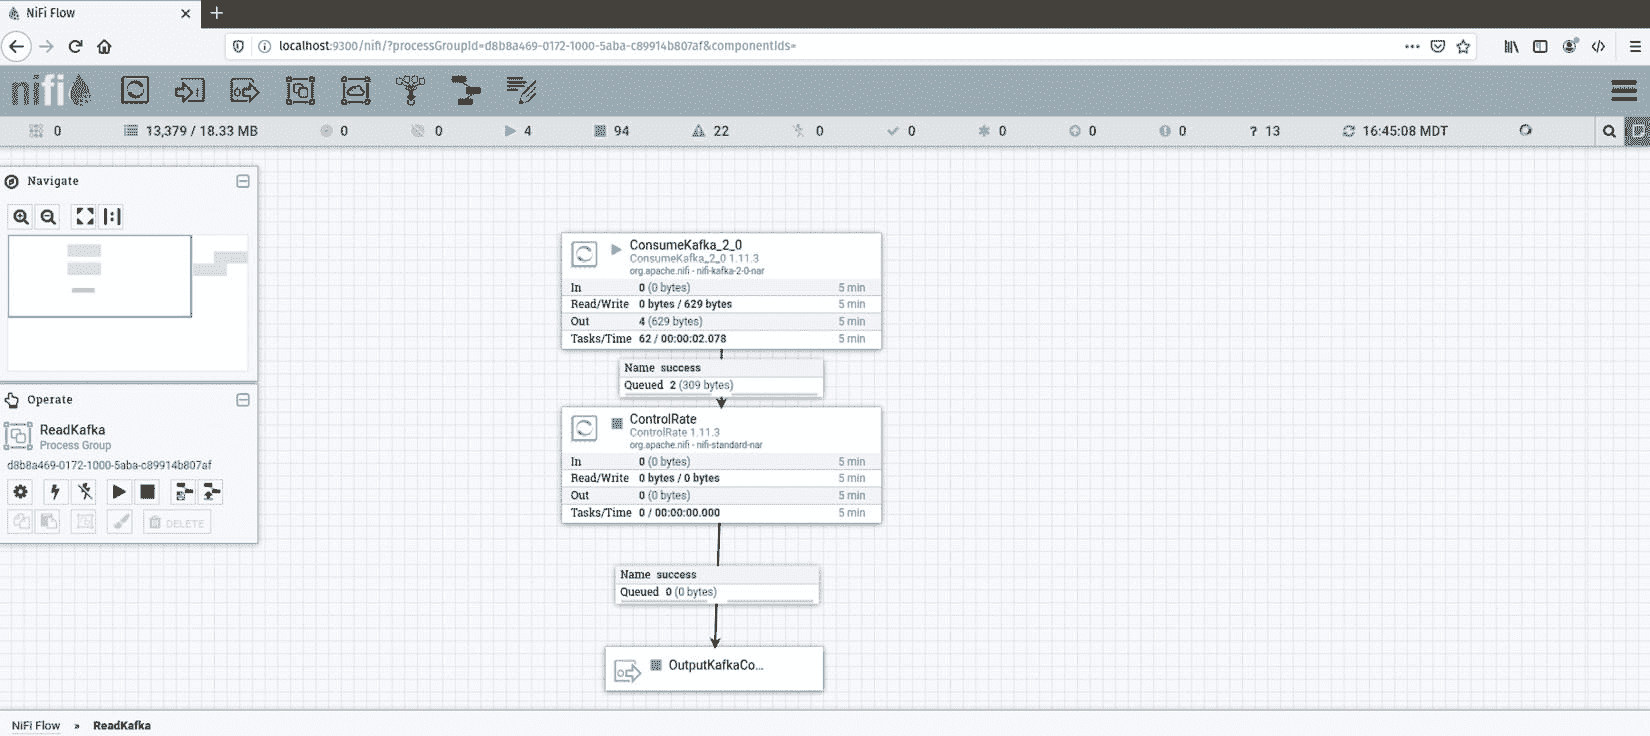 NiFi Flow
localhost:9300/nifi/?processGroupId=d8b8a469-0172-1000-5aba-c89914b807af&componentIds=
nifi
0 13,379 / 18.33 MB 0 0 4 94 22 0 0 0 0 0 ? 13 16:45:08 MDT
Navigate
Operate
ReadKafka
Process Group
d8b8a469-0172-1000-5aba-c89914b807af
DELETE
ConsumeKafka_2_0
ConsumeKafka_2_0 1.11.3
org.apache.nifi - nifi-kafka-2-0-nar
In 0 (0 bytes) 5 min
Read/Write 0 bytes / 629 bytes 5 min
Out 4 (629 bytes) 5 min
Tasks/Time 62 / 00:00:02.078 5 min
Name success
Queued 2 (309 bytes)
ControlRate
ControlRate 1.11.3
org.apache.nifi - nifi-standard-nar
In 0 (0 bytes) 5 min
Read/Write 0 bytes / 0 bytes 5 min
Out 0 (0 bytes) 5 min
Tasks/Time 0 / 00:00:00.000 5 min
Name success
Queued 0 (0 bytes)
OutputKafkaCo...
NiFi Flow » ReadKafka